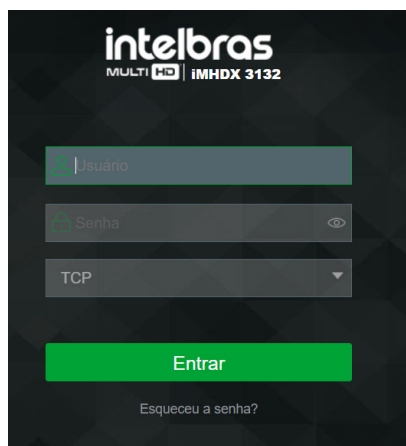 intelbras
MULTI HD | iMHDX 3132
Usuário
Senha
TCP
Entrar
Esqueceu a senha?